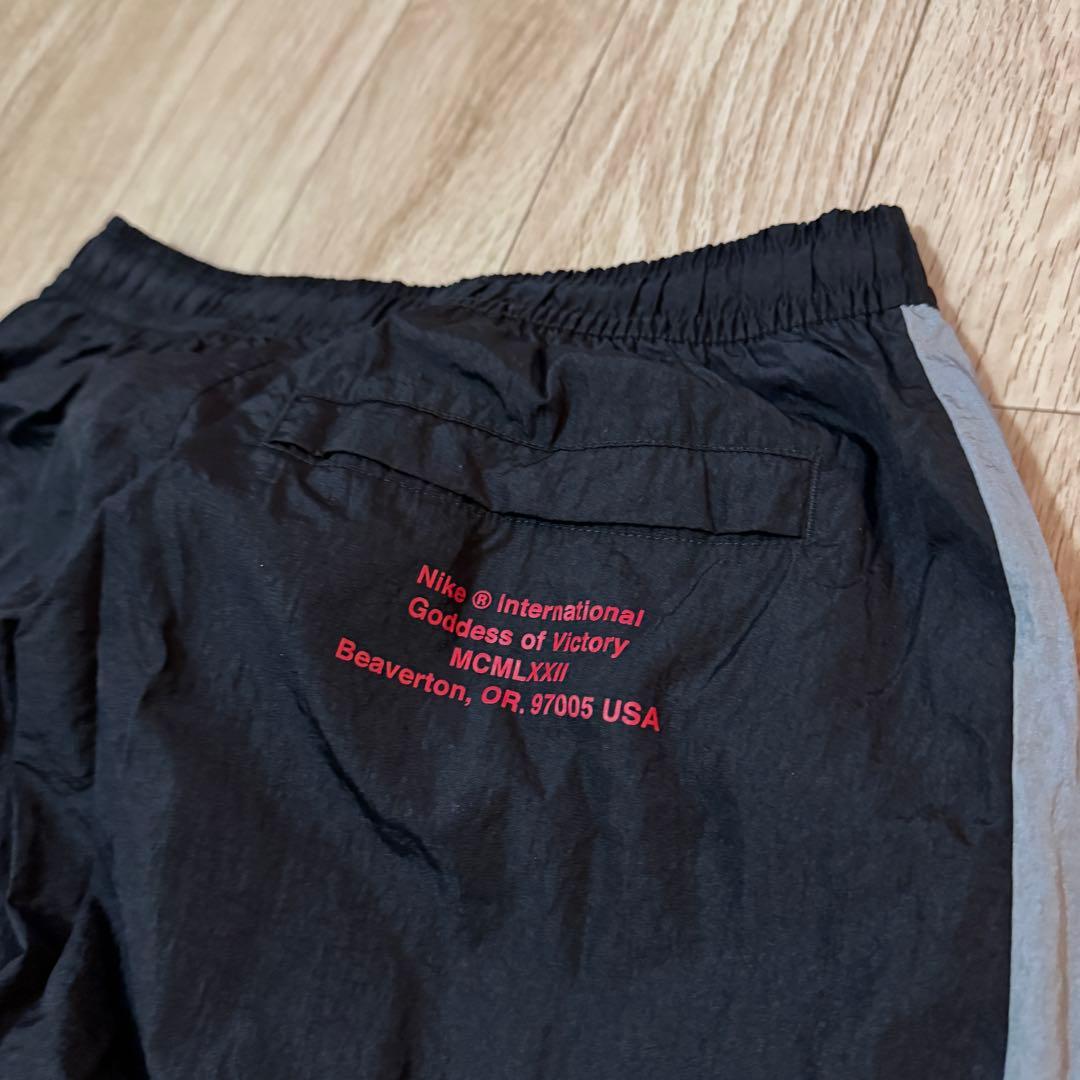 Nike ® International
Goddess of Victory
MCMLXXII
Beaverton, OR. 97005 USA